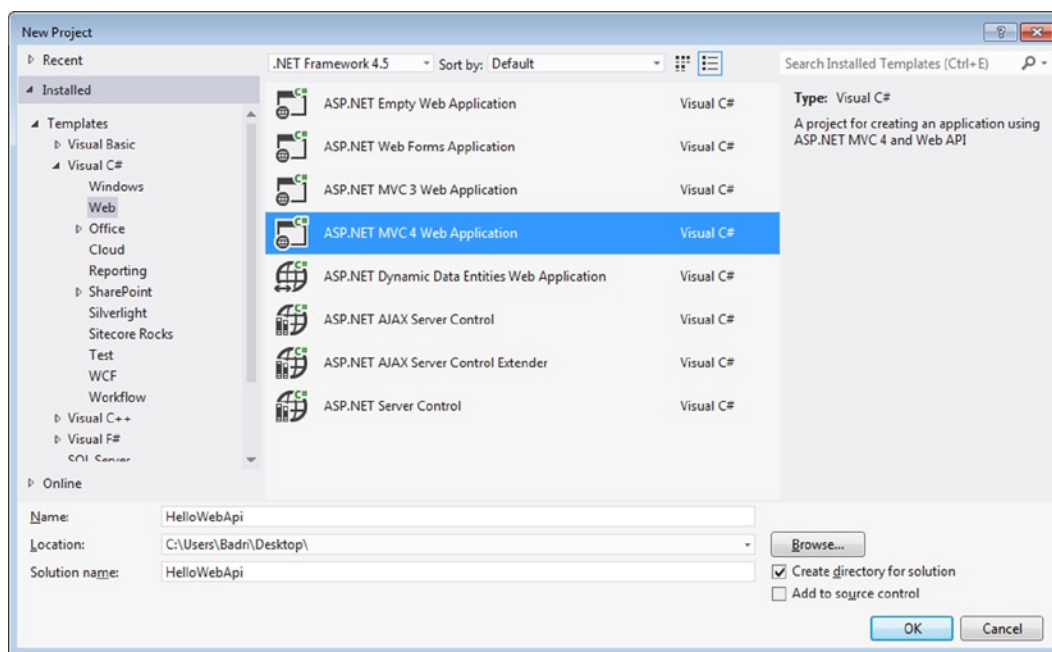 New Project
Recent
.NET Framework 4.5 Sort by: Default
Search Installed Templates (Ctrl+E)
Installed
Templates
Visual Basic
Visual C#
Windows
Web
Office
Cloud
Reporting
SharePoint
Silverlight
Sitecore Rocks
Test
WCF
Workflow
Visual C++
Visual F#
SQL Server
Online
ASP.NET Empty Web Application Visual C#
ASP.NET Web Forms Application Visual C#
ASP.NET MVC 3 Web Application Visual C#
ASP.NET MVC 4 Web Application Visual C#
ASP.NET Dynamic Data Entities Web Application Visual C#
ASP.NET AJAX Server Control Visual C#
ASP.NET AJAX Server Control Extender Visual C#
ASP.NET Server Control Visual C#
Type: Visual C#
A project for creating an application using
ASP.NET MVC 4 and Web API
Name: HelloWebApi
Location: C:\Users\Badri\Desktop\
Browse...
Solution name: HelloWebApi
Create directory for solution
Add to source control
OK Cancel